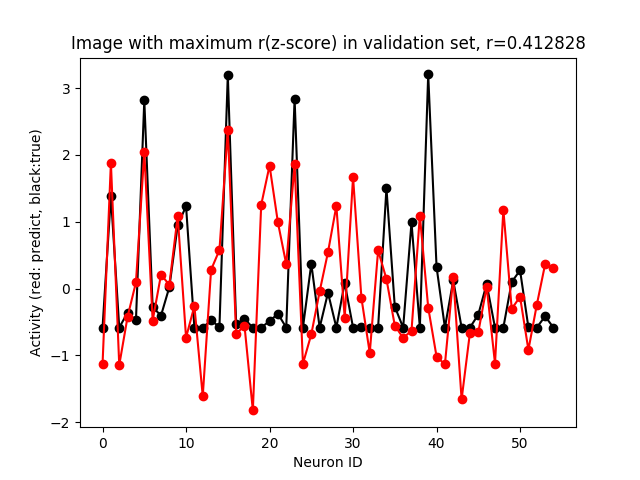 Image with maximum r(z-score) in validation set, r=0.412828
Activity (red: predict, black:true)
3
2
1
0
−1
−2
0 10 20 30 40 50
Neuron ID